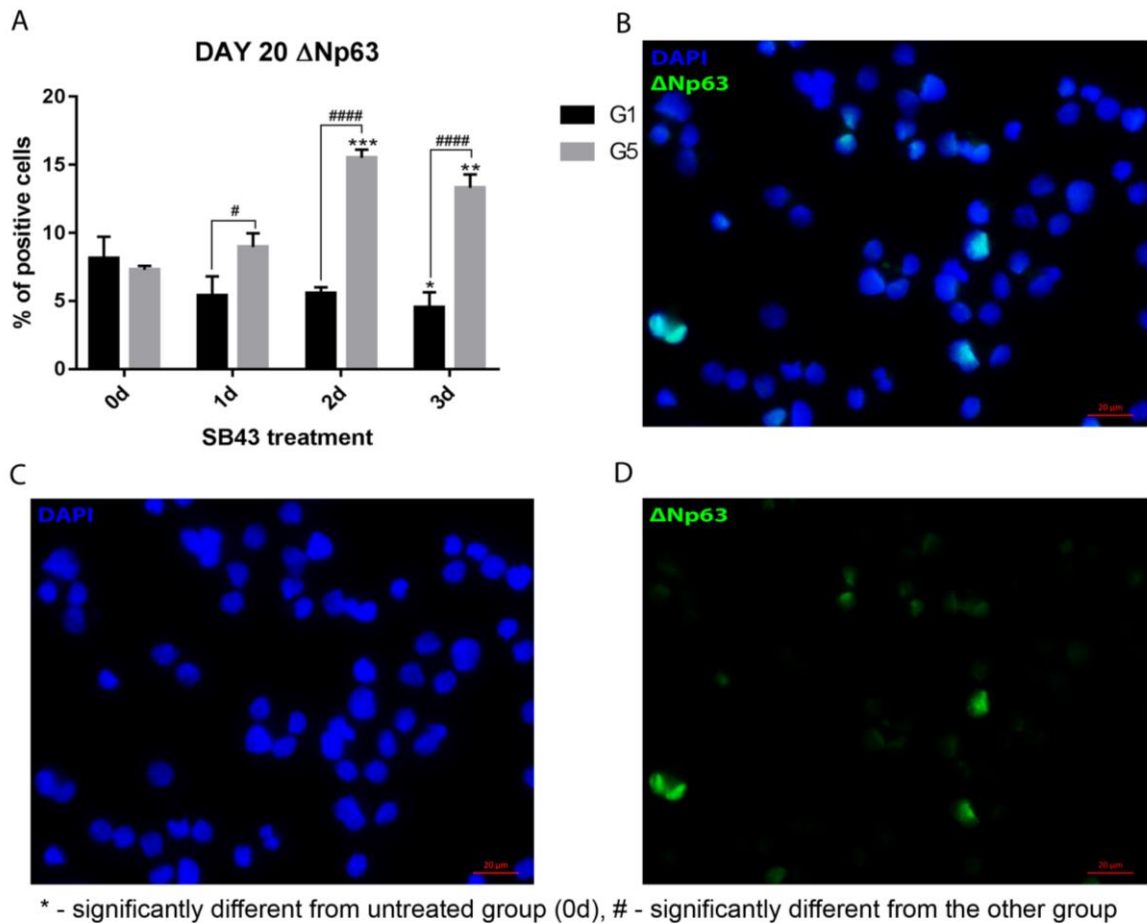 A
DAY 20 ΔNp63
% of positive cells
20
15
10
5
0
#
####
***
####
**
*
0d
1d
2d
3d
SB43 treatment
G1
G5
B
DAPI
ΔNp63
20 µm
C
DAPI
20 µm
D
ΔNp63
20 µm
* - significantly different from untreated group (0d), # - significantly different from the other group